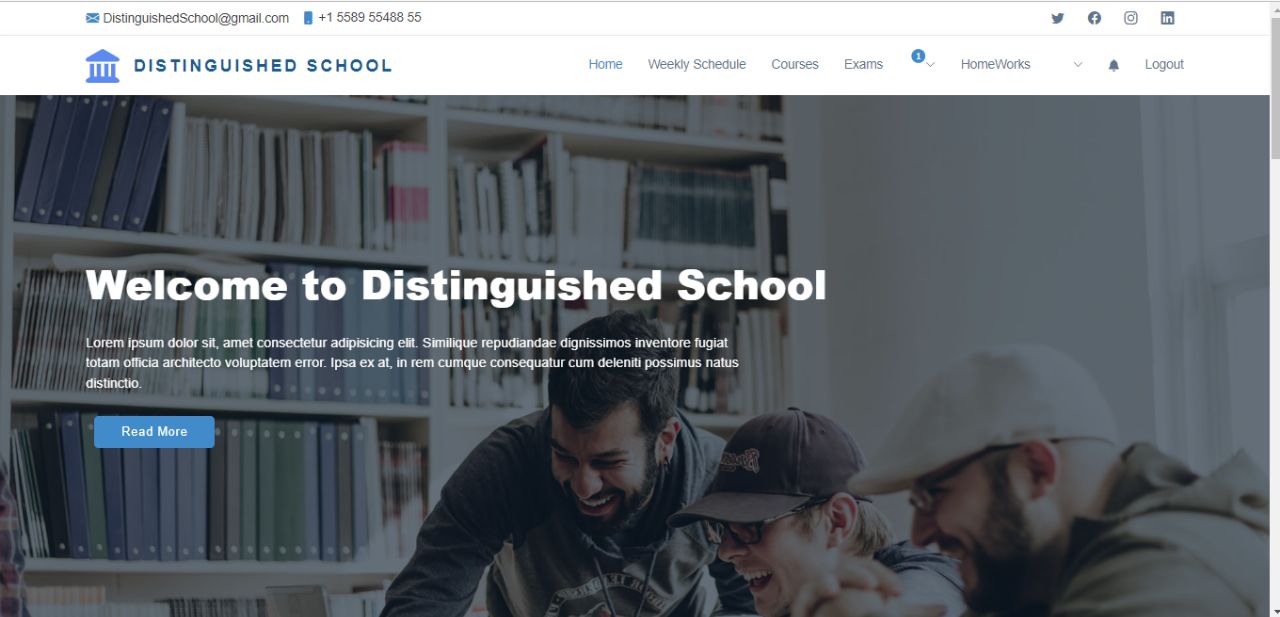 DistinguishedSchool@gmail.com +1 5589 55488 55
DISTINGUISHED SCHOOL Home Weekly Schedule Courses Exams 1 HomeWorks Logout
Welcome to Distinguished School
Lorem ipsum dolor sit, amet consectetur adipisicing elit. Similique repudiandae dignissimos inventore fugiat
totam officia architecto voluptatem error. Ipsa ex at, in rem cumque consequatur cum deleniti possimus natus
distinctio.
Read More